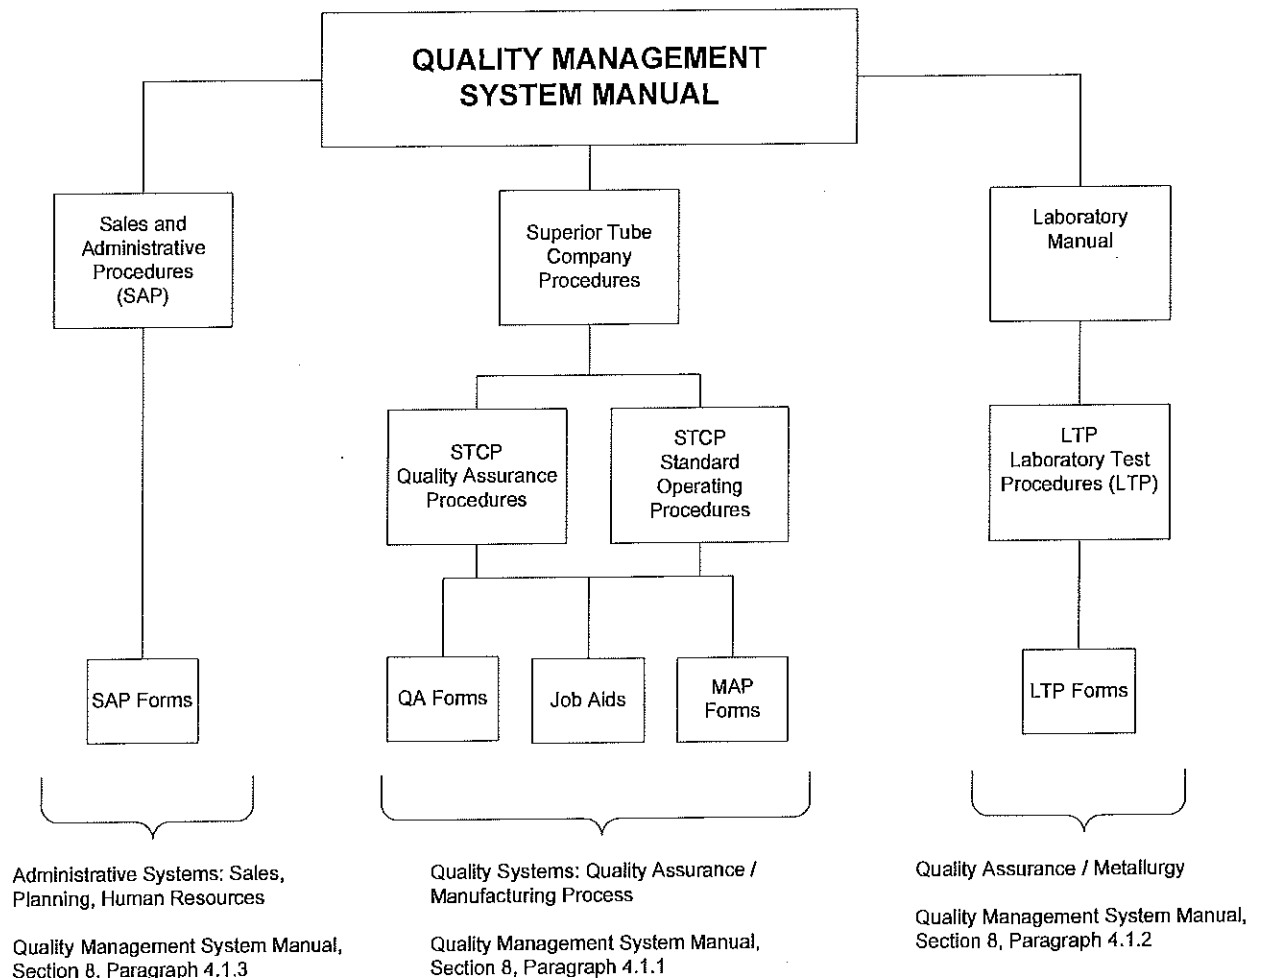 QUALITY MANAGEMENT
SYSTEM MANUAL
Sales and
Administrative
Procedures
(SAP)
Superior Tube
Company
Procedures
Laboratory
Manual
STCP
Quality Assurance
Procedures
STCP
Standard
Operating
Procedures
LTP
Laboratory Test
Procedures (LTP)
SAP Forms
QA Forms
Job Aids
MAP
Forms
LTP Forms
Administrative Systems: Sales,
Planning, Human Resources
Quality Management System Manual,
Section 8, Paragraph 4.1.3
Quality Systems: Quality Assurance /
Manufacturing Process
Quality Management System Manual,
Section 8, Paragraph 4.1.1
Quality Assurance / Metallurgy
Quality Management System Manual,
Section 8, Paragraph 4.1.2